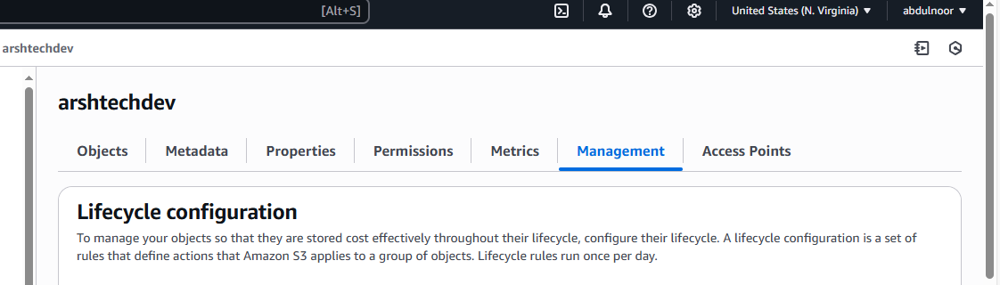 [Alt+S]
United States (N. Virginia)
abdulnoor
arshtechdev
arshtechdev
Objects
Metadata
Properties
Permissions
Metrics
Management
Access Points
Lifecycle configuration
To manage your objects so that they are stored cost effectively throughout their lifecycle, configure their lifecycle. A lifecycle configuration is a set of
rules that define actions that Amazon S3 applies to a group of objects. Lifecycle rules run once per day.